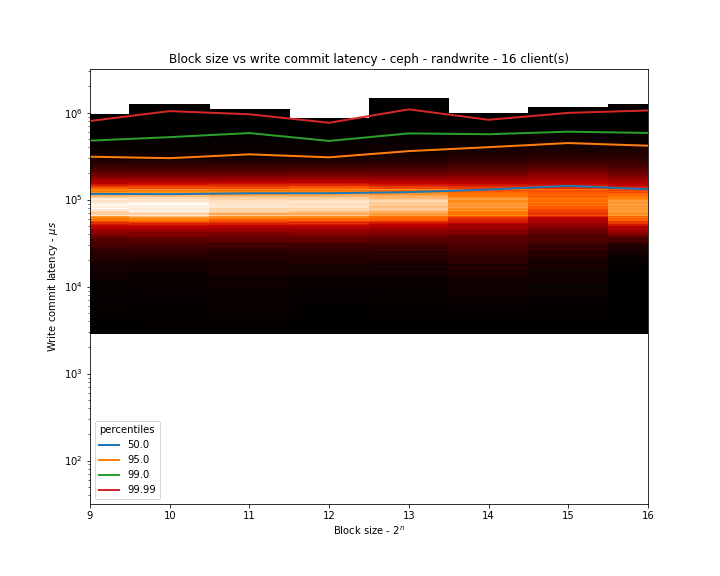 Block size vs write commit latency - ceph - randwrite - 16 client(s)
Write commit latency - μs
10⁶
10⁵
10⁴
10³
10²
percentiles
50.0
95.0
99.0
99.99
9 10 11 12 13 14 15 16
Block size - 2ⁿ